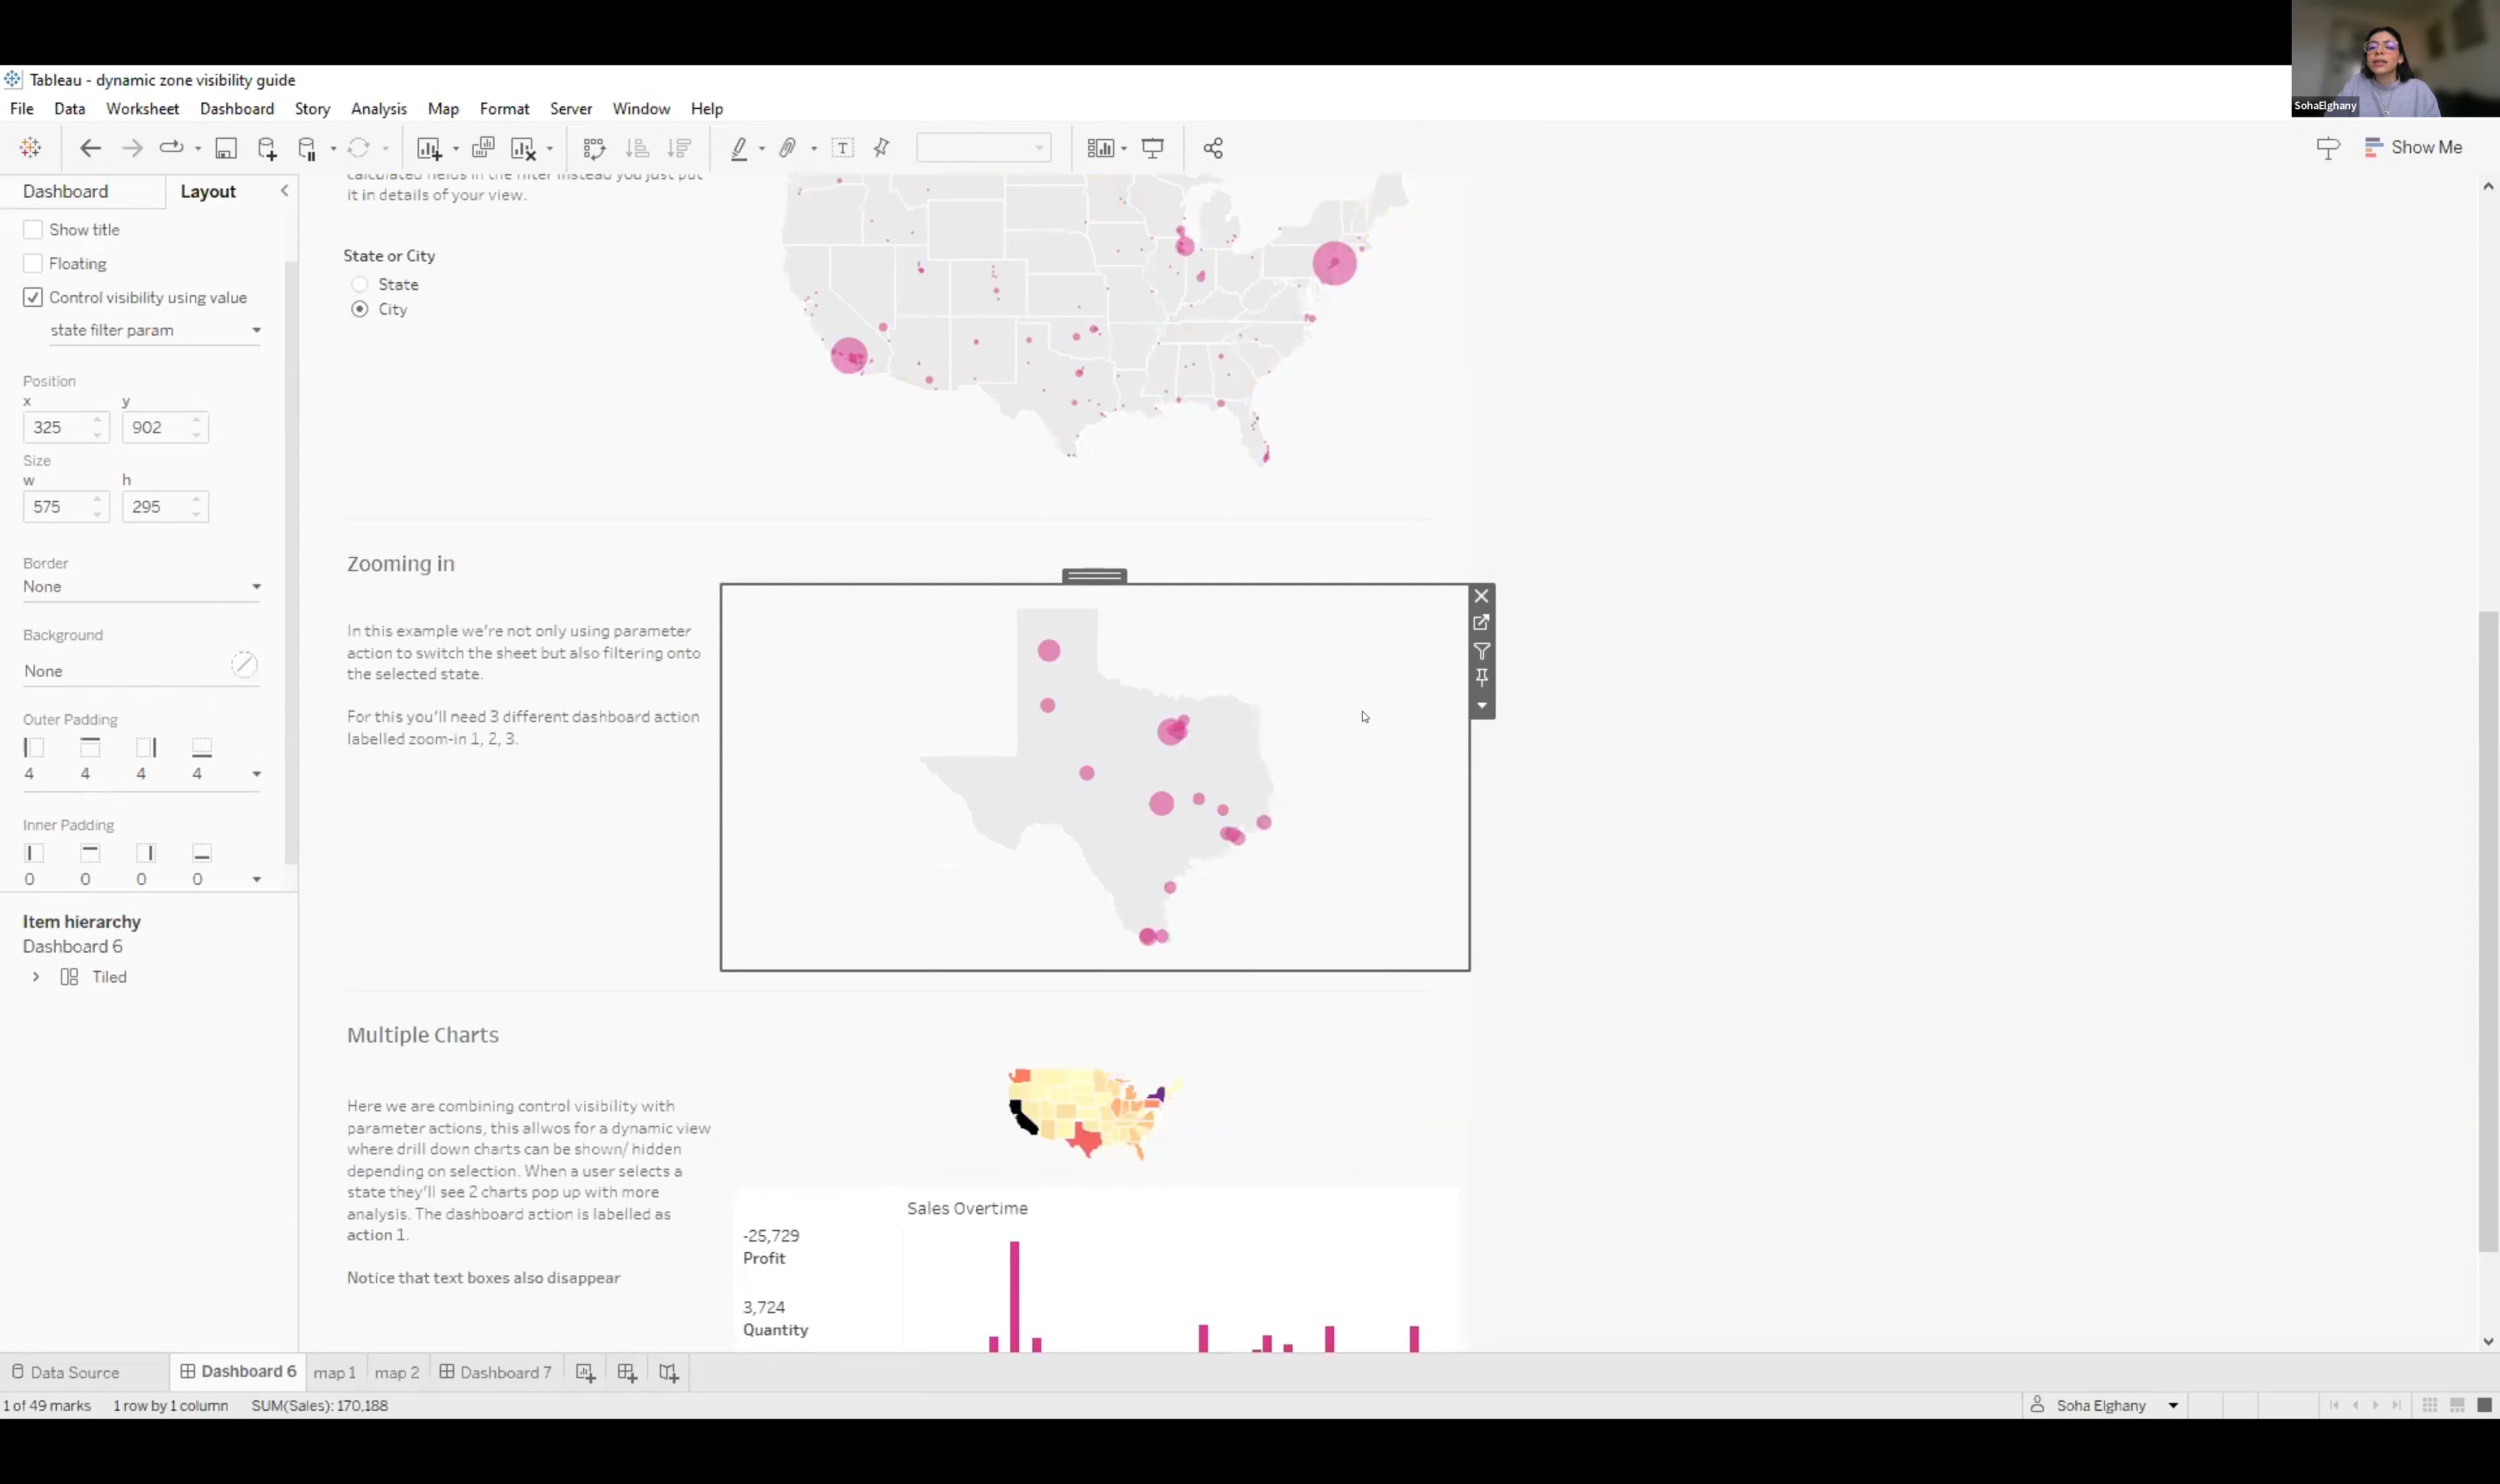 Tableau - dynamic zone visibility guide
SohaElghany
File Data Worksheet Dashboard Story Analysis Map Format Server Window Help
Show Me
Dashboard Layout
Show title
Floating
Control visibility using value
state filter param
Position
x y
325 902
Size
w h
575 295
Border
None
Background
None
Outer Padding
4 4 4 4
Inner Padding
0 0 0 0
Item hierarchy
Dashboard 6
Tiled
calculated fields in the filter instead you just put
it in details of your view.
State or City
State
City
Zooming in
In this example we're not only using parameter
action to switch the sheet but also filtering onto
the selected state.
For this you'll need 3 different dashboard action
labelled zoom-in 1, 2, 3.
Multiple Charts
Here we are combining control visibility with
parameter actions, this allwos for a dynamic view
where drill down charts can be shown/ hidden
depending on selection. When a user selects a
state they'll see 2 charts pop up with more
analysis. The dashboard action is labelled as
action 1.
Notice that text boxes also disappear
Sales Overtime
-25,729
Profit
3,724
Quantity
Data Source Dashboard 6 map 1 map 2 Dashboard 7
1 of 49 marks 1 row by 1 column SUM(Sales): 170,188
Soha Elghany